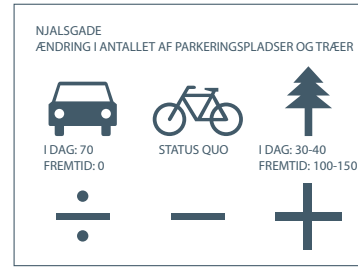 NJALSGADE
ÆNDRING I ANTALLET AF PARKERINGSPLADSER OG TRÆER
I DAG: 70
FREMTID: 0
STATUS QUO
I DAG: 30-40
FREMTID: 100-150